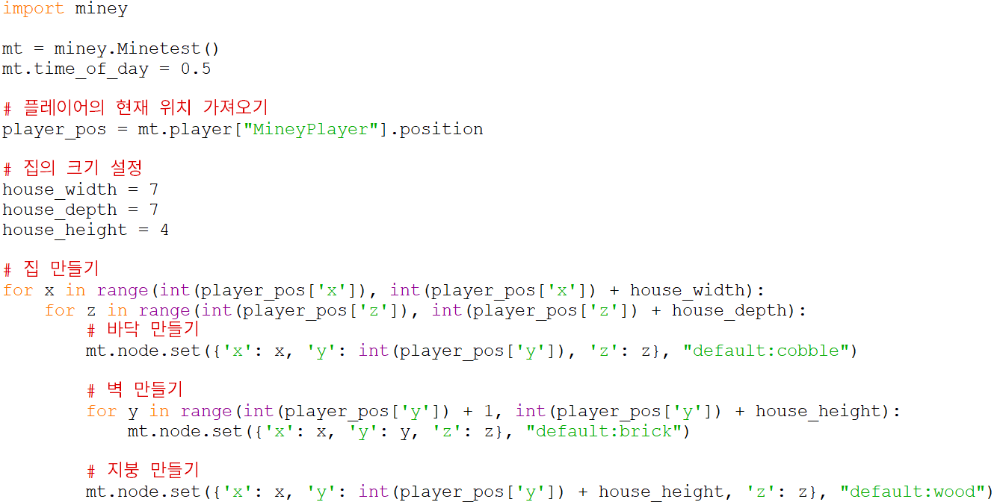 import miney
mt = miney.Minetest()
mt.time_of_day = 0.5
# 플레이어의 현재 위치 가져오기
player_pos = mt.player["MineyPlayer"].position
# 집의 크기 설정
house_width = 7
house_depth = 7
house_height = 4
# 집 만들기
for x in range(int(player_pos['x']), int(player_pos['x']) + house_width):
    for z in range(int(player_pos['z']), int(player_pos['z']) + house_depth):
        # 바닥 만들기
        mt.node.set({'x': x, 'y': int(player_pos['y']), 'z': z}, "default:cobble")
        # 벽 만들기
        for y in range(int(player_pos['y']) + 1, int(player_pos['y']) + house_height):
            mt.node.set({'x': x, 'y': y, 'z': z}, "default:brick")
        # 지붕 만들기
        mt.node.set({'x': x, 'y': int(player_pos['y']) + house_height, 'z': z}, "default:wood")